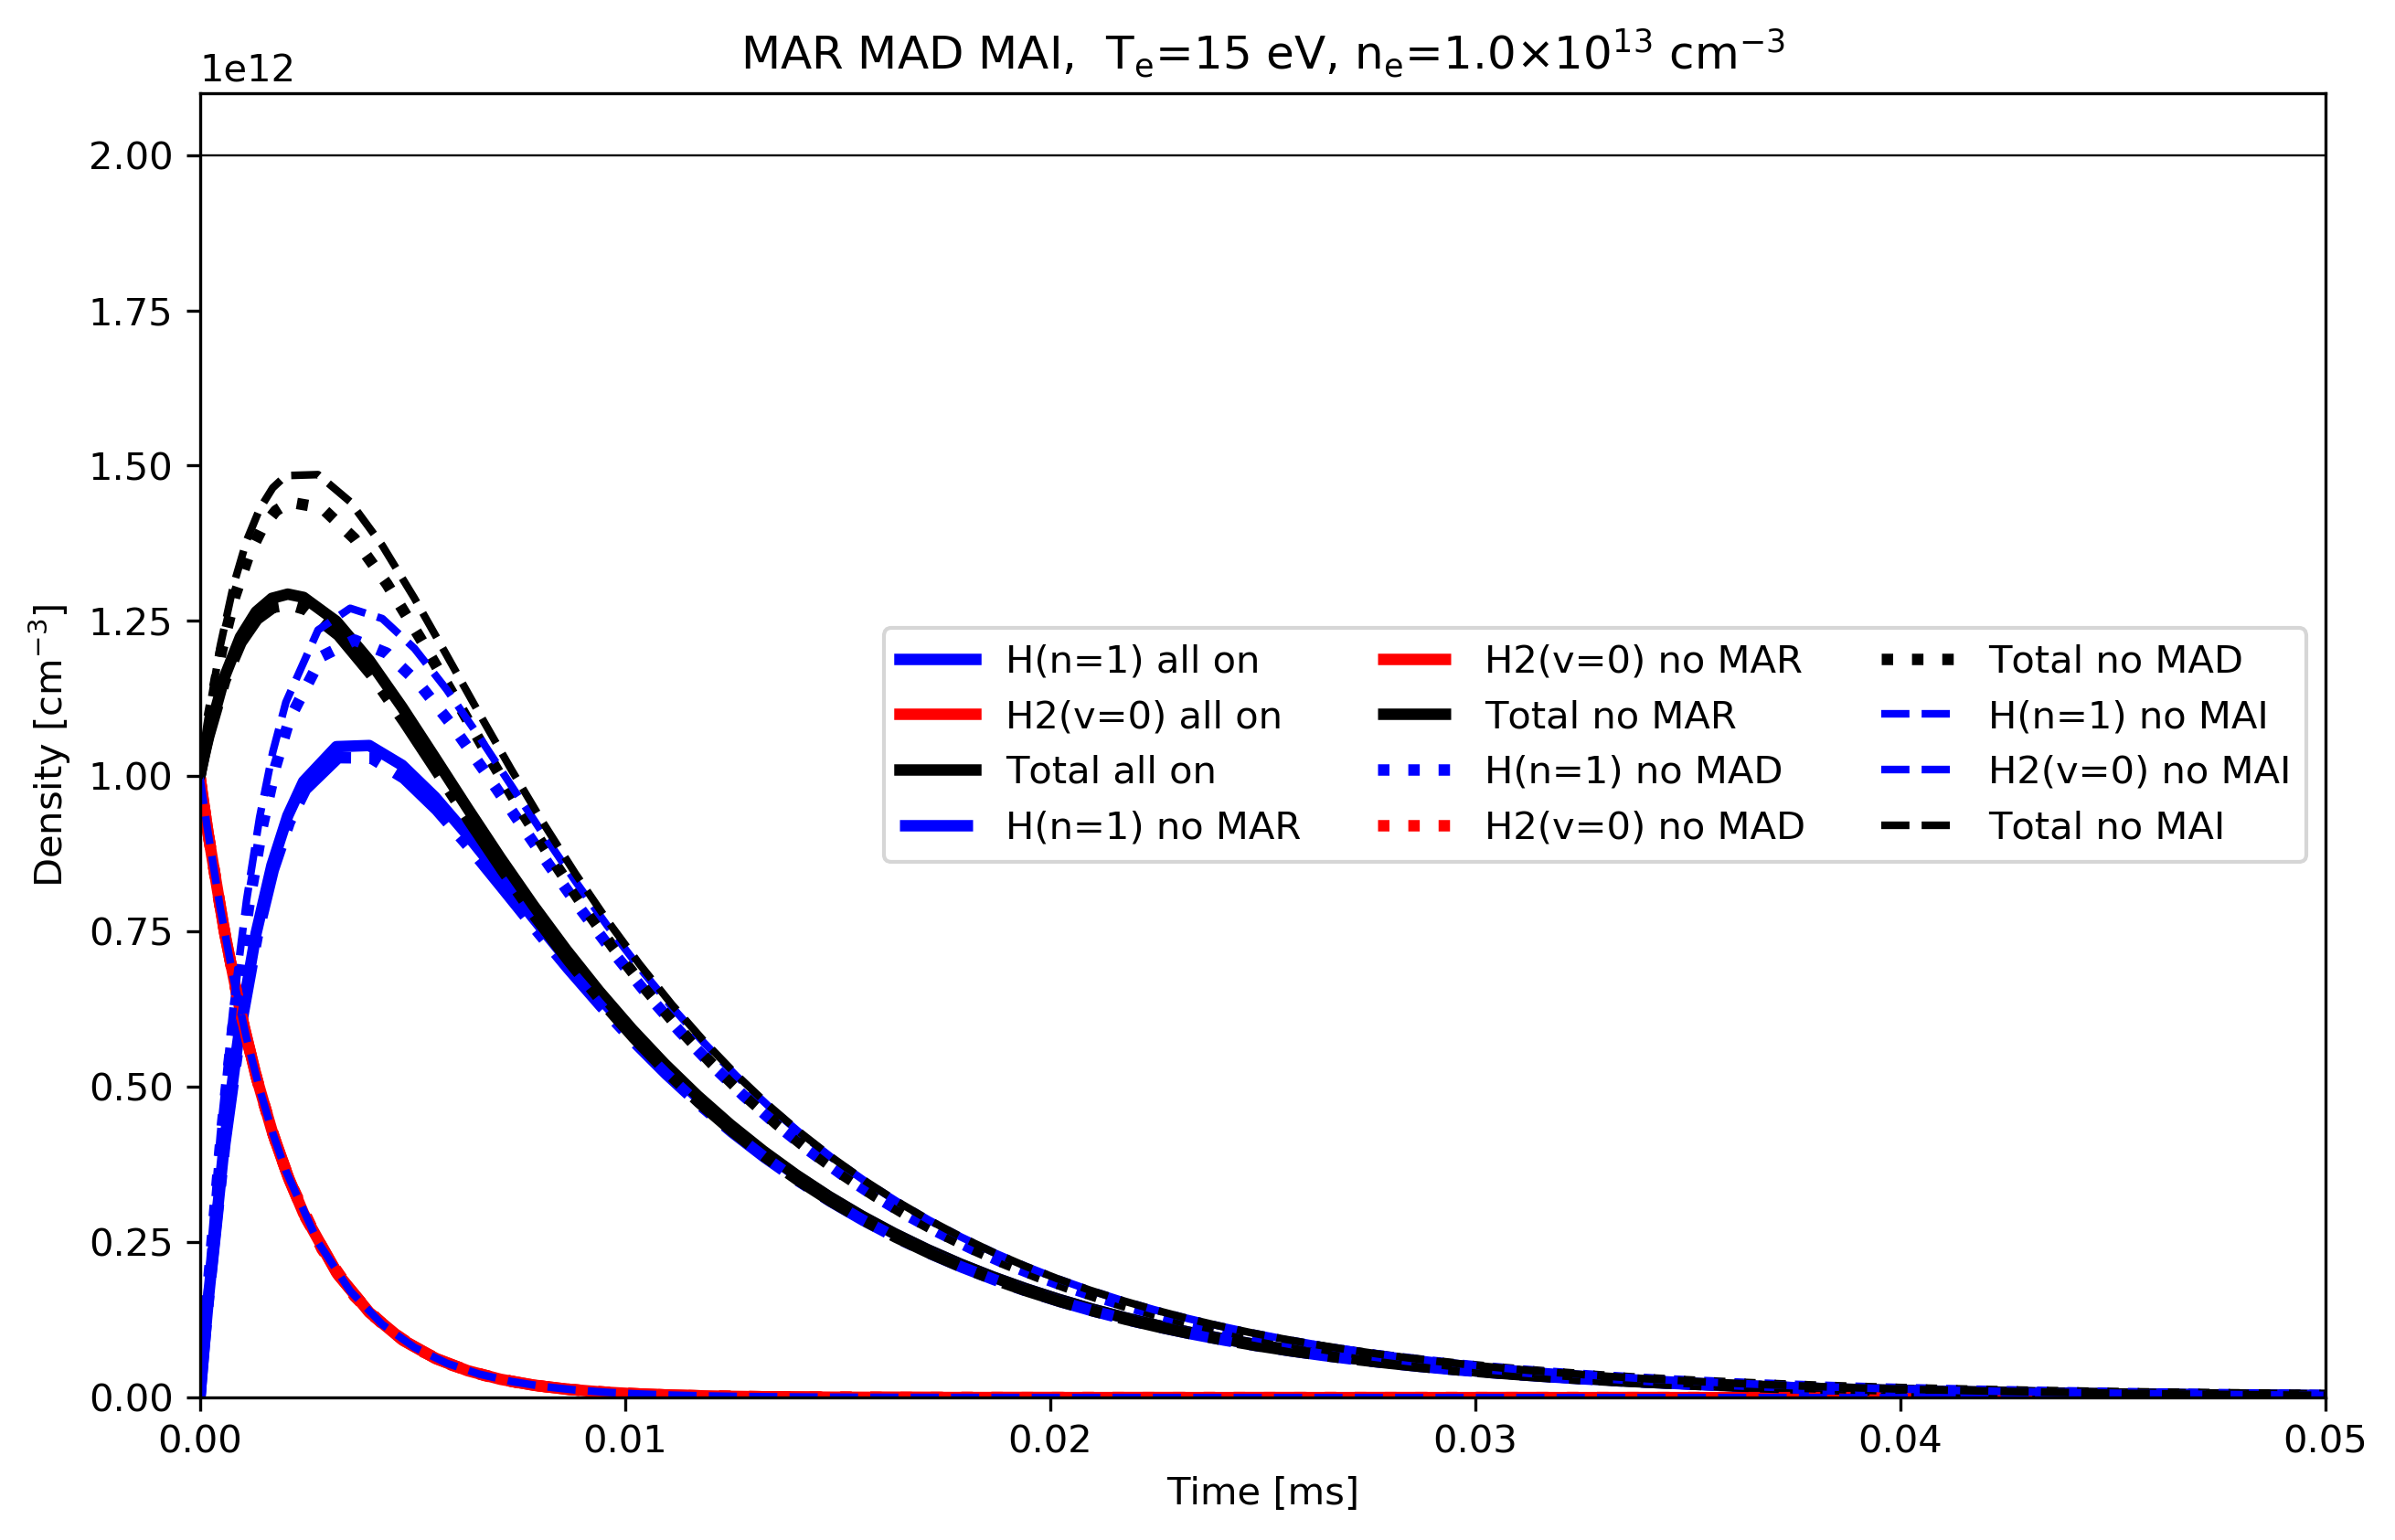 MAR MAD MAI,  Tₑ=15 eV, nₑ=1.0×10¹³ cm⁻³
1e12
2.00
1.75
1.50
1.25
1.00
0.75
0.50
0.25
0.00
Density [cm⁻³]
H(n=1) all on
H2(v=0) all on
Total all on
H(n=1) no MAR
H2(v=0) no MAR
Total no MAR
H(n=1) no MAD
H2(v=0) no MAD
Total no MAD
H(n=1) no MAI
H2(v=0) no MAI
Total no MAI
0.00 0.01 0.02 0.03 0.04 0.05
Time [ms]